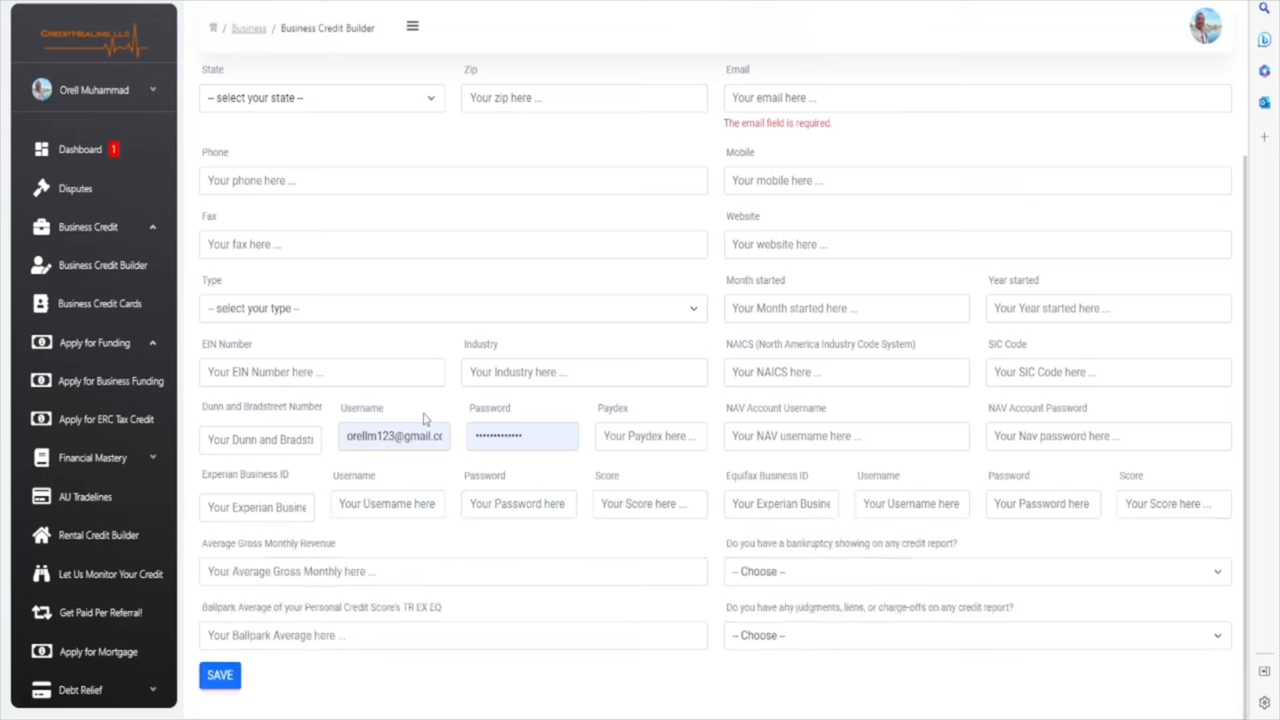 CREDITHEALING, LLC
Orell Muhammad
Dashboard 1
Disputes
Business Credit
Business Credit Builder
Business Credit Cards
Apply for Funding
Apply for Business Funding
Apply for ERC Tax Credit
Financial Mastery
AU Tradelines
Rental Credit Builder
Let Us Monitor Your Credit
Get Paid Per Referral!
Apply for Mortgage
Debt Relief
/ Business / Business Credit Builder
State Zip Email
-- select your state -- Your zip here ... Your email here ...
The email field is required.
Phone Mobile
Your phone here ... Your mobile here ...
Fax Website
Your fax here ... Your website here ...
Type Month started Year started
-- select your type -- Your Month started here ... Your Year started here ...
EIN Number Industry NAICS (North America Industry Code System) SIC Code
Your EIN Number here ... Your Industry here ... Your NAICS here ... Your SIC Code here ...
Dunn and Bradstreet Number Username Password Paydex NAV Account Username NAV Account Password
Your Dunn and Bradstr orellm123@gmail.cc ••••••••••••• Your Paydex here ... Your NAV username here ... Your Nav password here ...
Experian Business ID Username Password Score Equifax Business ID Username Password Score
Your Experian Busine Your Username here Your Password here Your Score here ... Your Experian Busine Your Username here Your Password here Your Score here ...
Average Gross Monthly Revenue Do you have a bankruptcy showing on any credit report?
Your Average Gross Monthly here ... -- Choose --
Ballpark Average of your Personal Credit Score's TR EX EQ Do you have any judgments, liens, or charge-offs on any credit report?
Your Ballpark Average here ... -- Choose --
SAVE